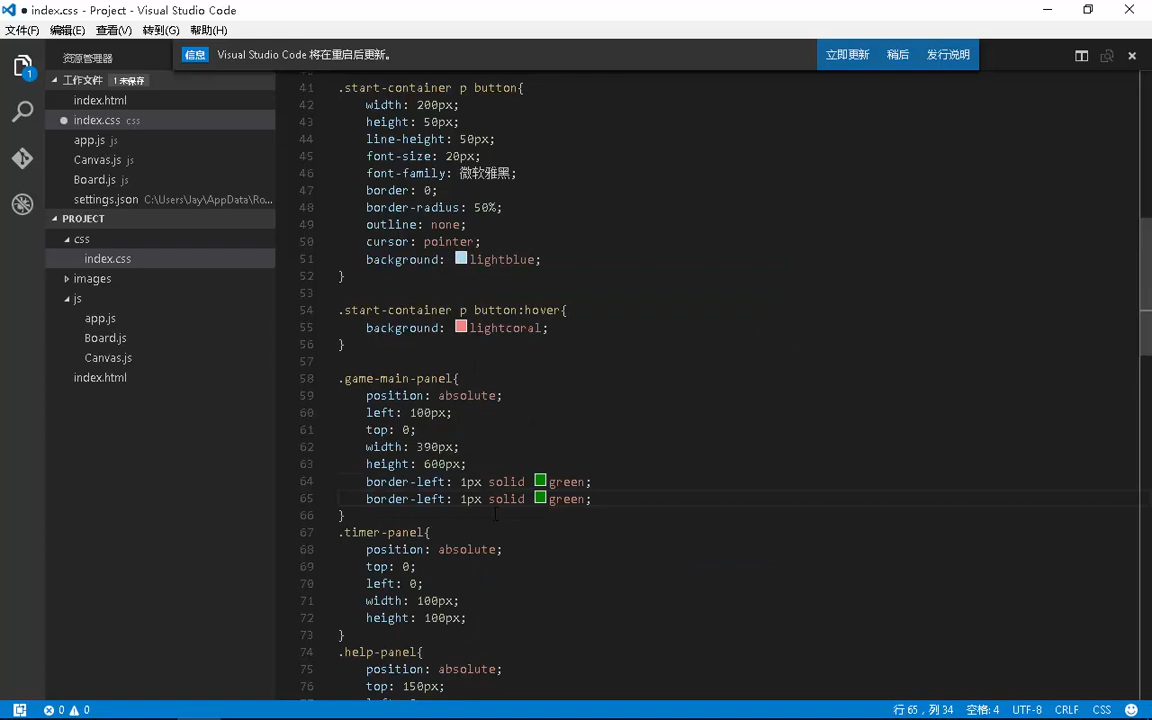 ● index.css - Project - Visual Studio Code
文件(F) 编辑(E) 查看(V) 转到(G) 帮助(H)
资源管理器
信息 Visual Studio Code 将在重启后更新。 立即更新 稍后 发行说明
工作文件 1 未保存
index.html
index.css css
app.js js
Canvas.js js
Board.js js
settings.json C:\Users\Jay\AppData\Ro...
PROJECT
css
index.css
images
js
app.js
Board.js
Canvas.js
index.html
1
41 .start-container p button{
42 width: 200px;
43 height: 50px;
44 line-height: 50px;
45 font-size: 20px;
46 font-family: 微软雅黑;
47 border: 0;
48 border-radius: 50%;
49 outline: none;
50 cursor: pointer;
51 background: lightblue;
52 }
53
54 .start-container p button:hover{
55 background: lightcoral;
56 }
57
58 .game-main-panel{
59 position: absolute;
60 left: 100px;
61 top: 0;
62 width: 390px;
63 height: 600px;
64 border-left: 1px solid green;
65 border-left: 1px solid green;
66 }
67 .timer-panel{
68 position: absolute;
69 top: 0;
70 left: 0;
71 width: 100px;
72 height: 100px;
73 }
74 .help-panel{
75 position: absolute;
76 top: 150px;
0 0 行 65，列 34 空格: 4 UTF-8 CRLF CSS